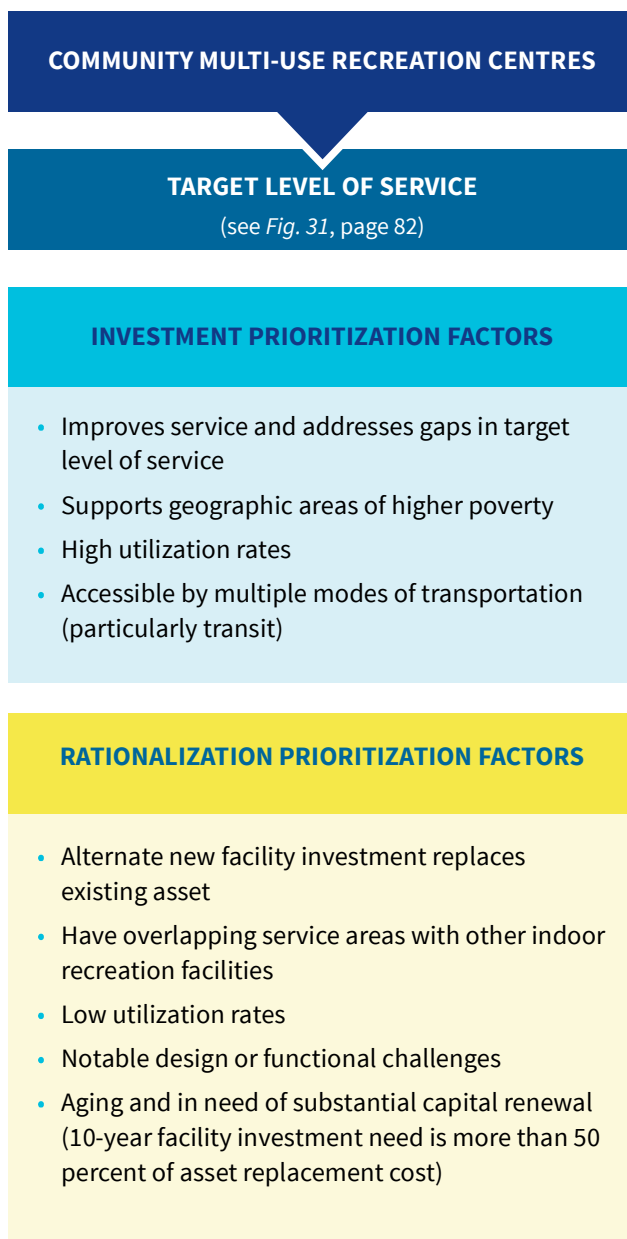 COMMUNITY MULTI-USE RECREATION CENTRES
TARGET LEVEL OF SERVICE
(see Fig. 31, page 82)
INVESTMENT PRIORITIZATION FACTORS
• Improves service and addresses gaps in target
level of service
• Supports geographic areas of higher poverty
• High utilization rates
• Accessible by multiple modes of transportation
(particularly transit)
RATIONALIZATION PRIORITIZATION FACTORS
• Alternate new facility investment replaces
existing asset
• Have overlapping service areas with other indoor
recreation facilities
• Low utilization rates
• Notable design or functional challenges
• Aging and in need of substantial capital renewal
(10-year facility investment need is more than 50
percent of asset replacement cost)